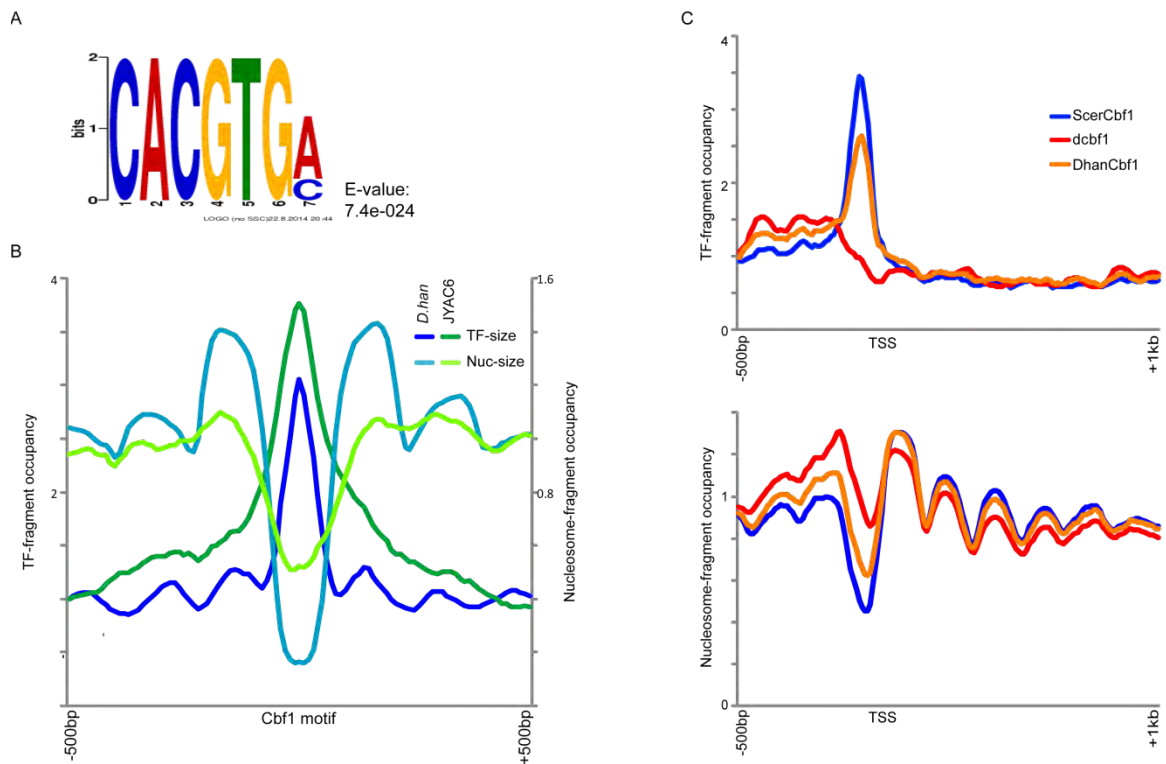 A
2
bits
1
0
CACGTGA
C
1 2 3 4 5 6 7
LOGO (no SSC)22.8.2014 20:44
E-value:
7.4e-024
B
4
2
-
TF-fragment occupancy
D.han
JYAC6
TF-size
Nuc-size
1.6
0.8
Nucleosome-fragment occupancy
-500bp
Cbf1 motif
+500bp
C
4
2
0
TF-fragment occupancy
ScerCbf1
dcbf1
DhanCbf1
-500bp
TSS
+1kb
1
0
Nucleosome-fragment occupancy
-500bp
TSS
+1kb